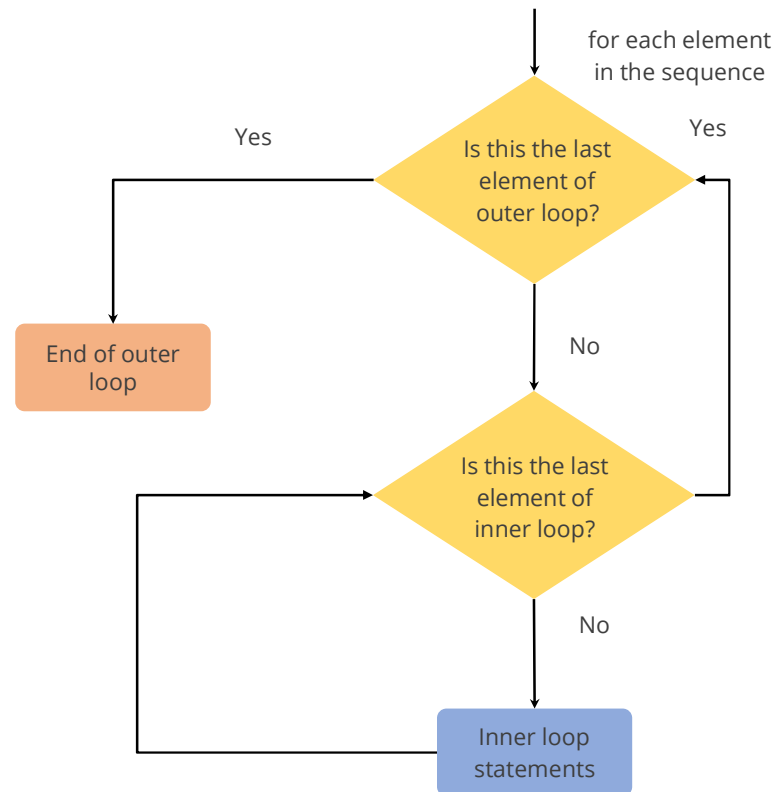 for each element
in the sequence
Yes
Yes
Is this the last
element of
outer loop?
End of outer
loop
No
Is this the last
element of
inner loop?
No
Inner loop
statements